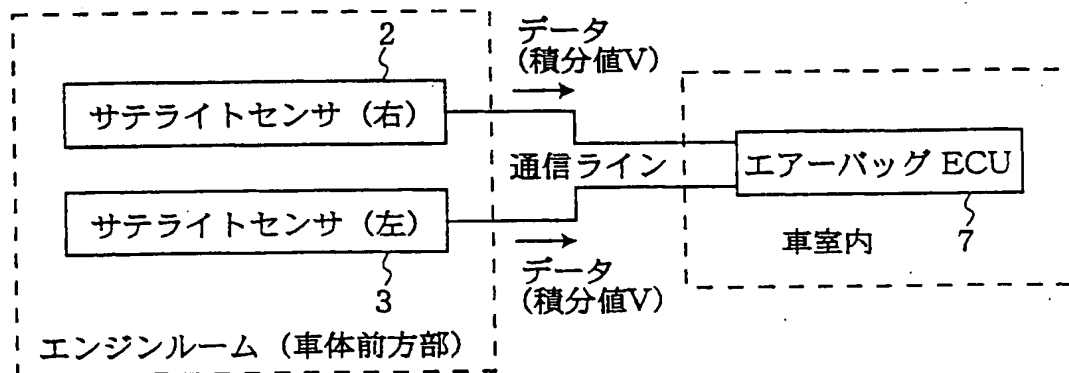 2
サテライトセンサ（右）
データ
（積分値V）
通信ライン
エアーバッグ ECU
7
車室内
サテライトセンサ（左）
3
データ
（積分値V）
エンジンルーム（車体前方部）